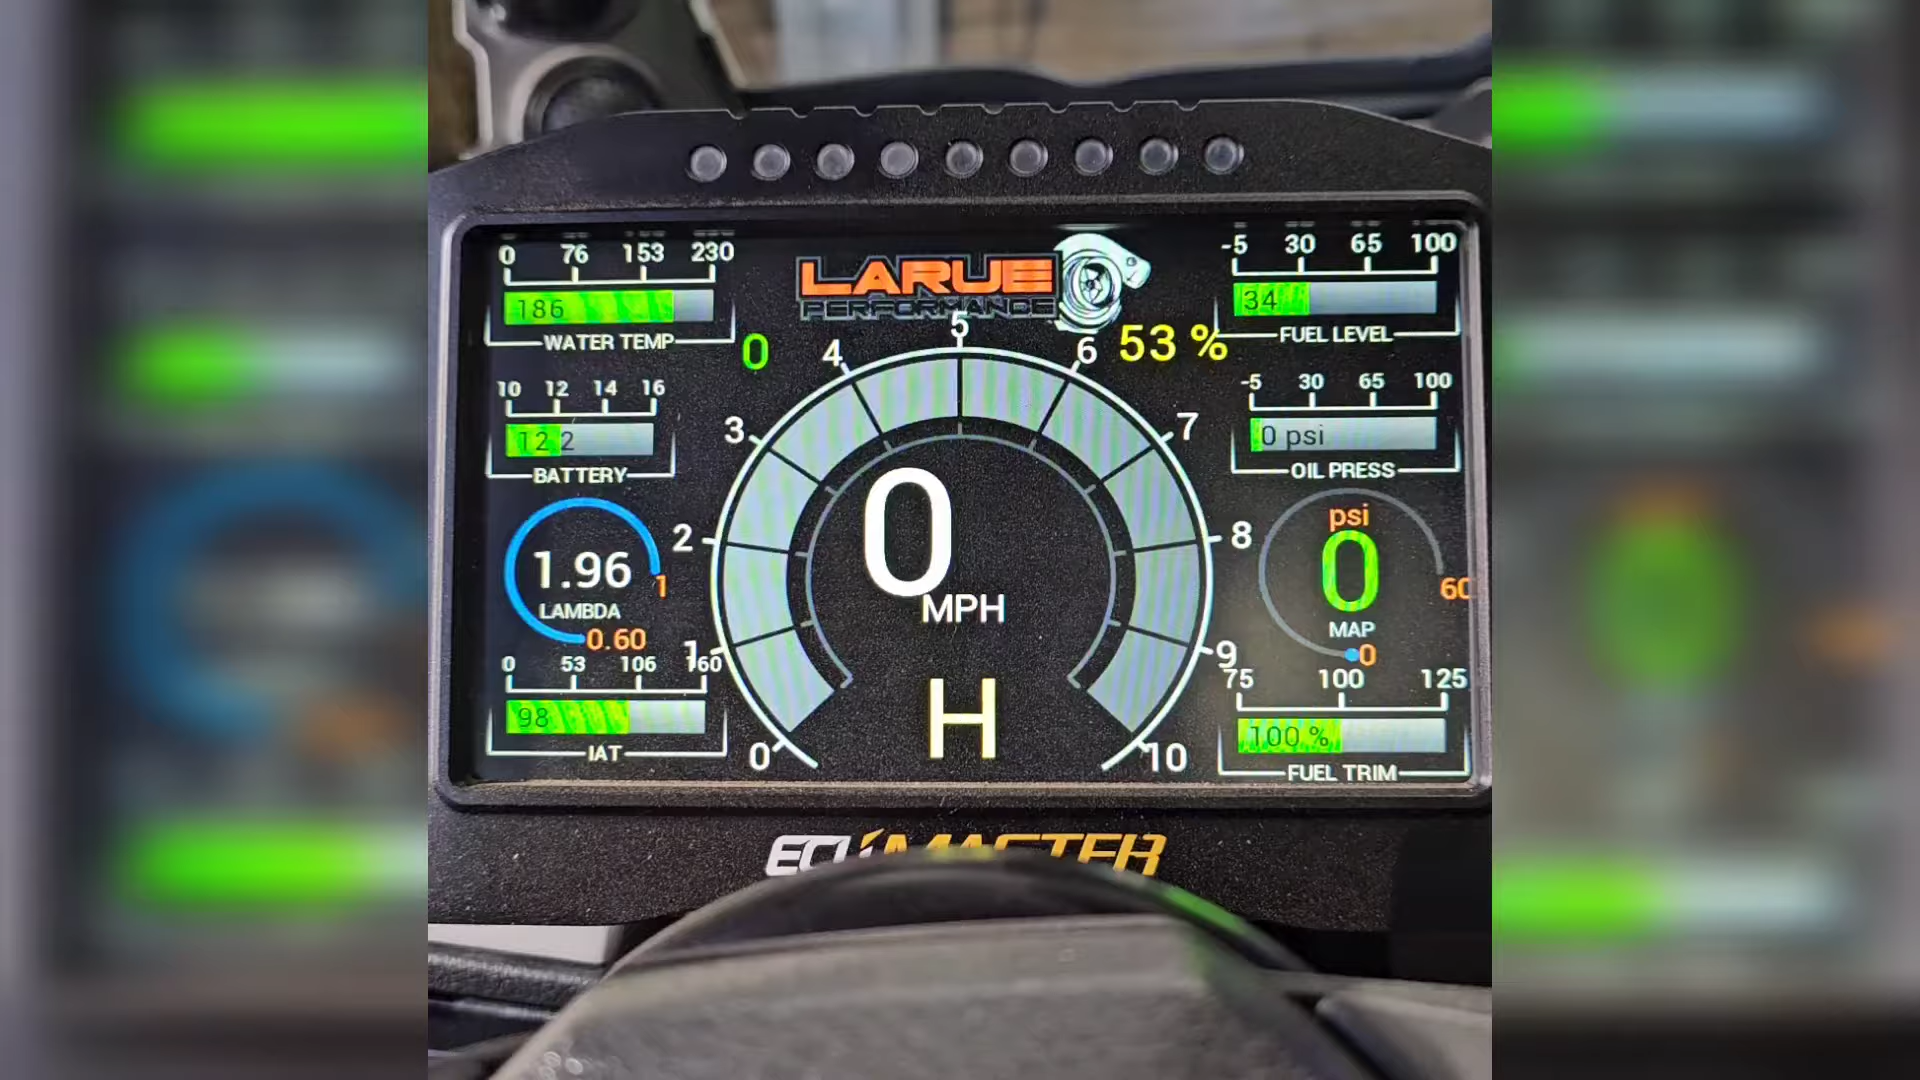 0 76 153 230
186
WATER TEMP
LARUE
PERFORMANCE
-5 30 65 100
34
FUEL LEVEL
0
53 %
10 12 14 16
12.2
BATTERY
-5 30 65 100
0 psi
OIL PRESS
0 1 2 3 4 5 6 7 8 9 10
0
MPH
H
1.96
LAMBDA
1
0.60
psi
0
MAP
60
0
0 53 106 160
98
IAT
75 100 125
100 %
FUEL TRIM
ECUMASTER